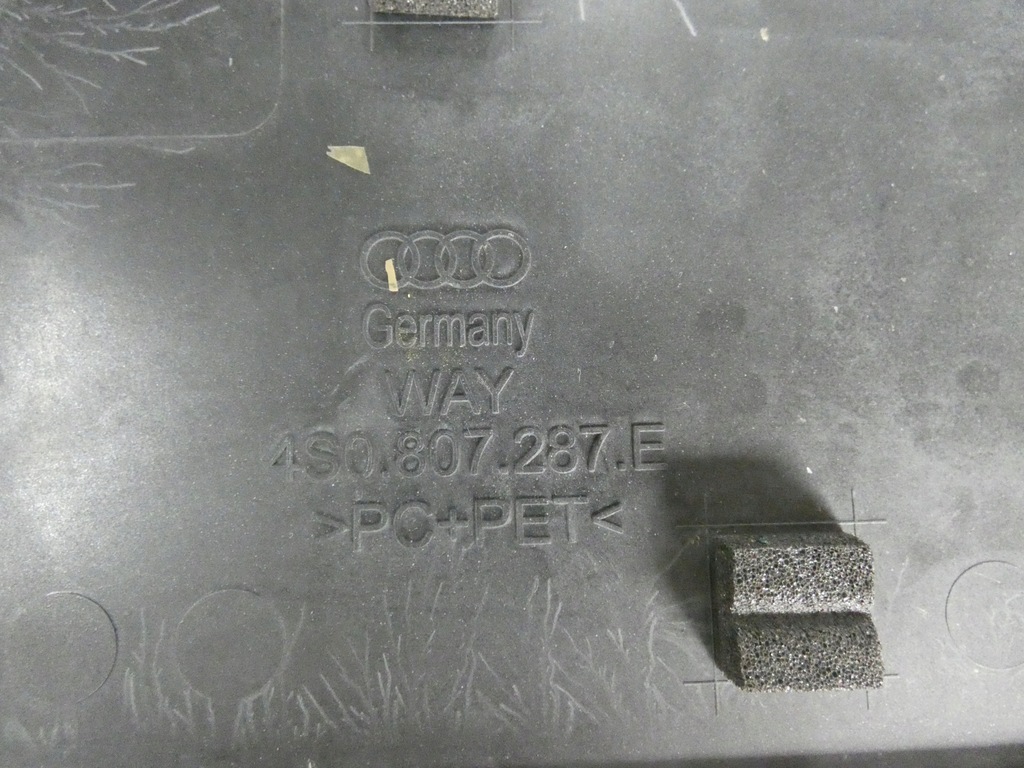 Germany
WAY
4S0.807.287.E
>PC+PET<